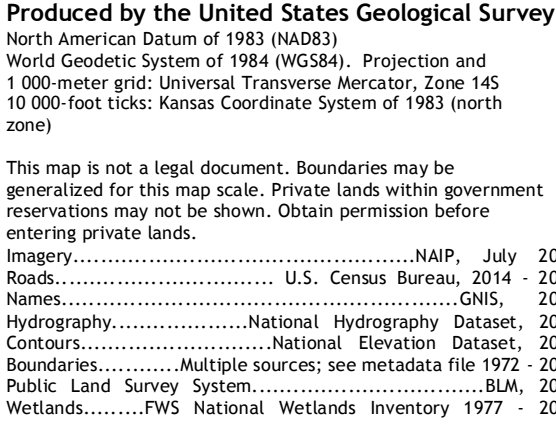 Produced by the United States Geological Survey
North American Datum of 1983 (NAD83)
World Geodetic System of 1984 (WGS84). Projection and
1 000-meter grid: Universal Transverse Mercator, Zone 14S
10 000-foot ticks: Kansas Coordinate System of 1983 (north
zone)
This map is not a legal document. Boundaries may be
generalized for this map scale. Private lands within government
reservations may not be shown. Obtain permission before
entering private lands.
Imagery................................................NAIP, July 20
Roads............................... U.S. Census Bureau, 2014 - 20
Names........................................................GNIS, 20
Hydrography...................National Hydrography Dataset, 20
Contours...........................National Elevation Dataset, 20
Boundaries............Multiple sources; see metadata file 1972 - 20
Public Land Survey System.................................BLM, 20
Wetlands.........FWS National Wetlands Inventory 1977 - 20